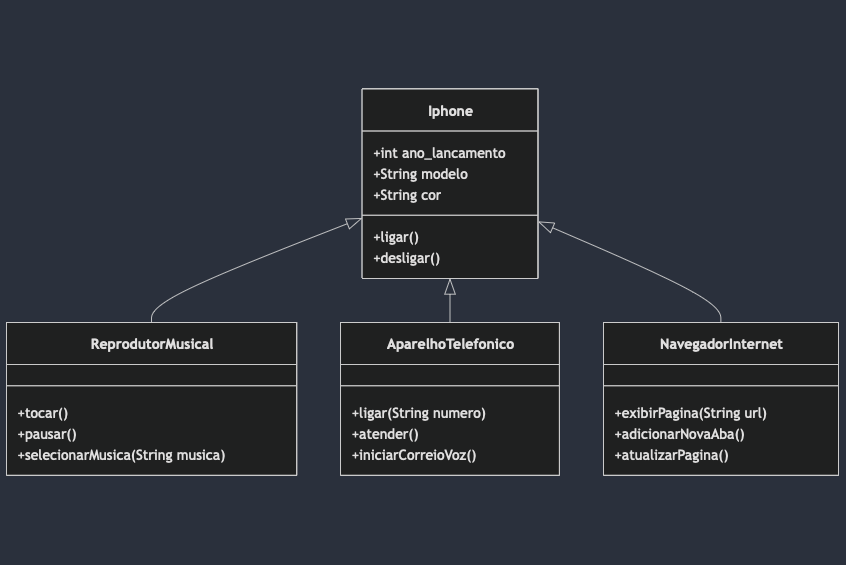 Iphone
+int ano_lancamento
+String modelo
+String cor
+ligar()
+desligar()
ReprodutorMusical
+tocar()
+pausar()
+selecionarMusica(String musica)
AparelhoTelefonico
+ligar(String numero)
+atender()
+iniciarCorreioVoz()
NavegadorInternet
+exibirPagina(String url)
+adicionarNovaAba()
+atualizarPagina()